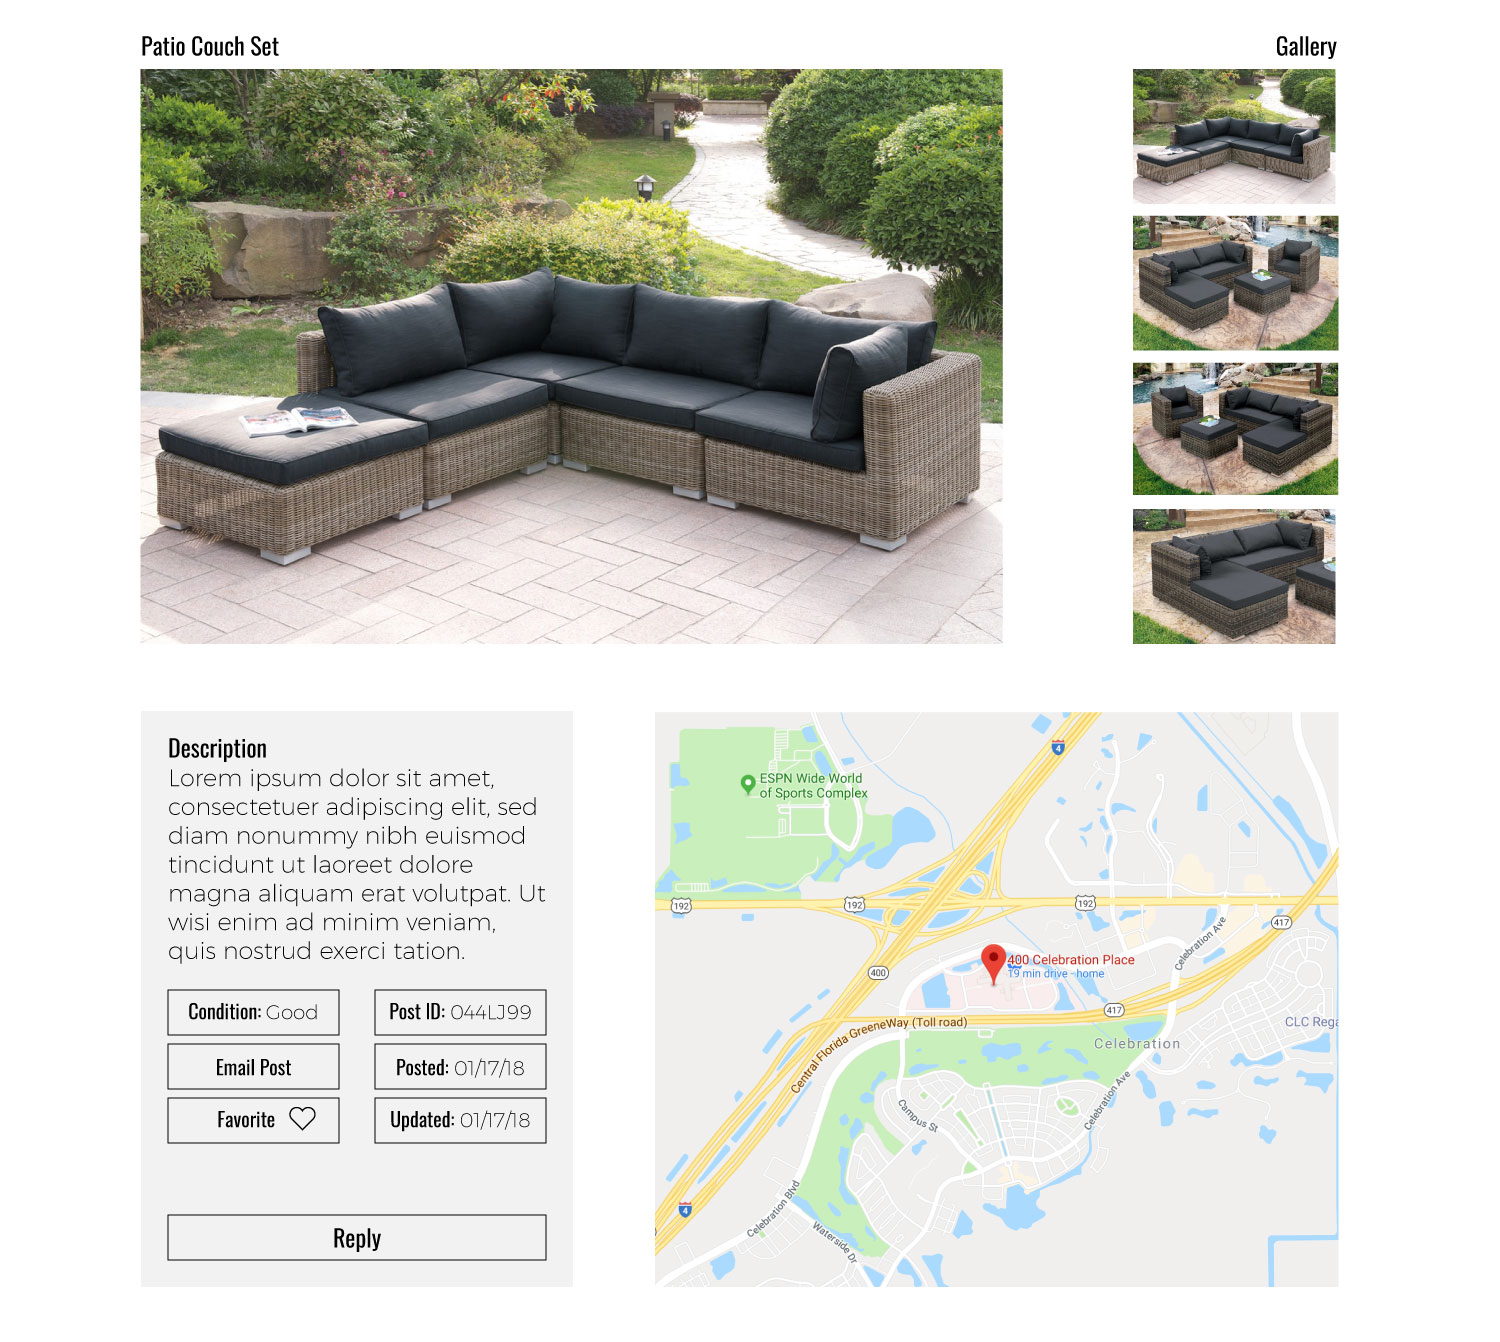 Patio Couch Set
Gallery
Description
Lorem ipsum dolor sit amet,
consectetuer adipiscing elit, sed
diam nonummy nibh euismod
tincidunt ut laoreet dolore
magna aliquam erat volutpat. Ut
wisi enim ad minim veniam,
quis nostrud exerci tation.
Condition: Good
Post ID: 044LJ99
Email Post
Posted: 01/17/18
Favorite
Updated: 01/17/18
Reply
4
ESPN Wide World
of Sports Complex
192
192
192
417
Celebration Ave
400 Celebration Place
19 min drive - home
400
417
Central Florida GreeneWay (Toll road)
CLC Rega
Celebration
Campus St
Celebration Ave
4
Celebration Blvd
Waterside Dr